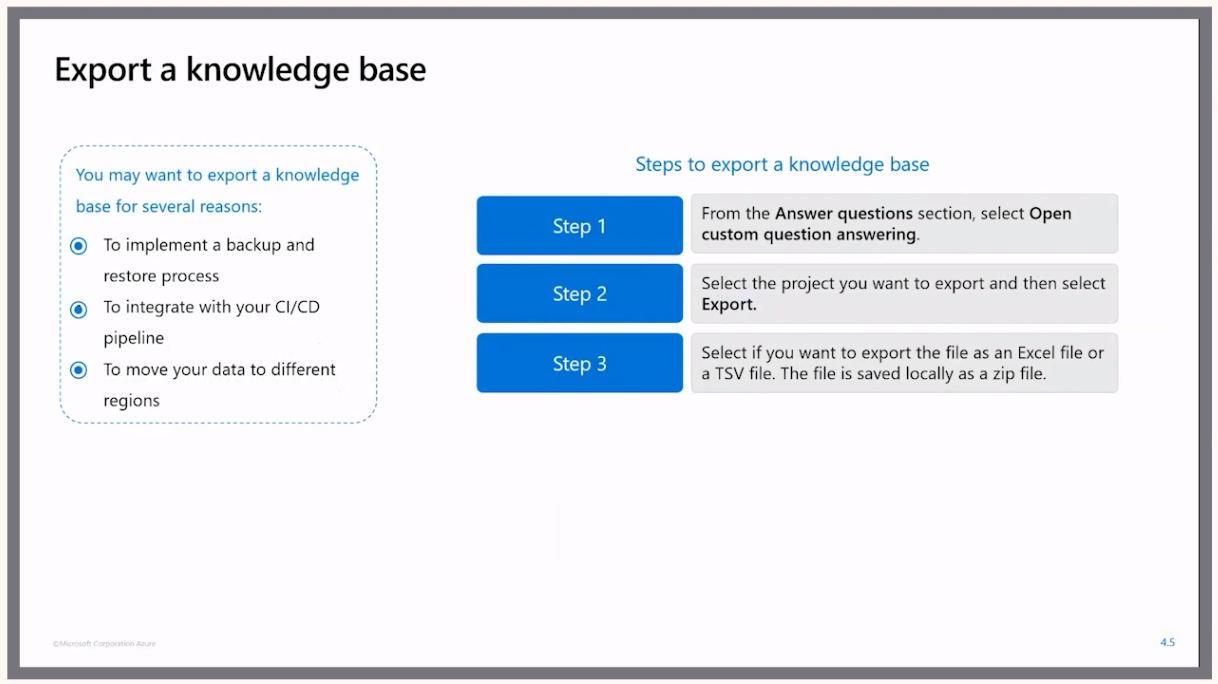 Export a knowledge base
You may want to export a knowledge
base for several reasons:
To implement a backup and
restore process
To integrate with your CI/CD
pipeline
To move your data to different
regions
Steps to export a knowledge base
Step 1
From the Answer questions section, select Open
custom question answering.
Step 2
Select the project you want to export and then select
Export.
Step 3
Select if you want to export the file as an Excel file or
a TSV file. The file is saved locally as a zip file.
©Microsoft Corporation Azure
4.5